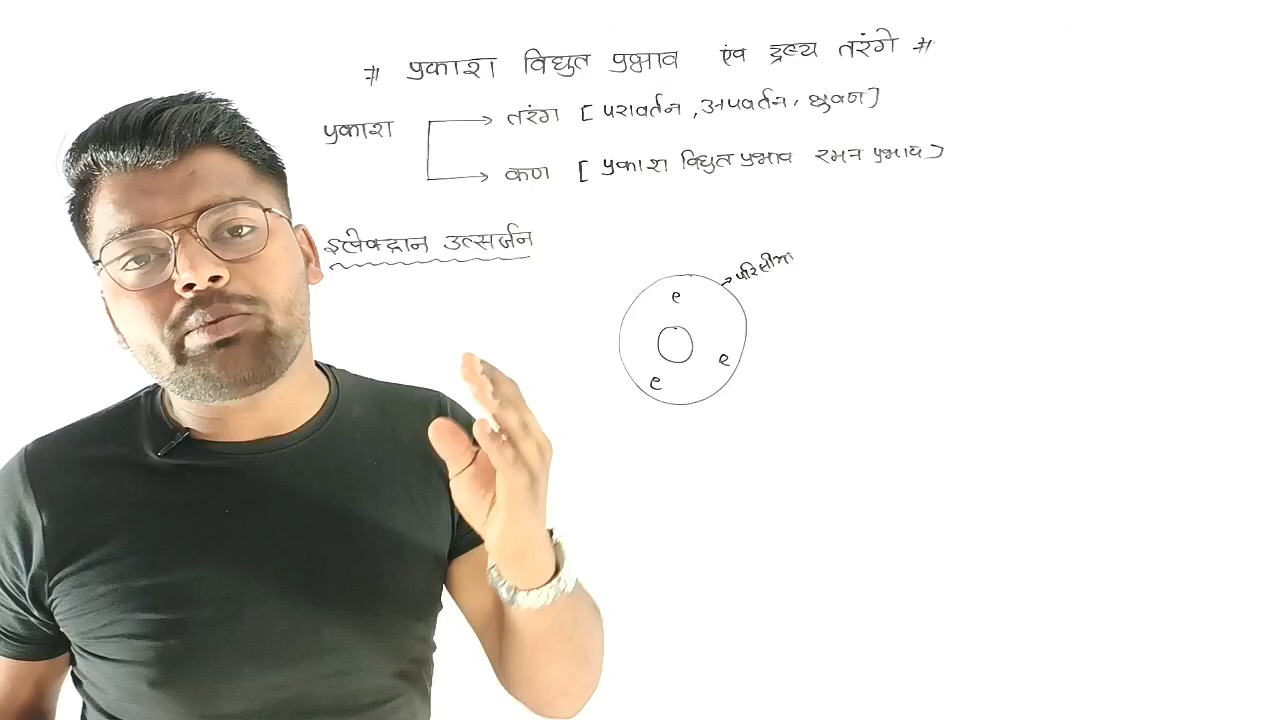 # प्रकाश विद्युत प्रभाव एंव द्रव्य तरंगे #
प्रकाश
तरंग [ परावर्तन , अपवर्तन , ध्रुवण ]
कण [ प्रकाश विद्युत प्रभाव रमन प्रभाव ]
इलेक्ट्रान उत्सर्जन
परिसीमा
e
e
e